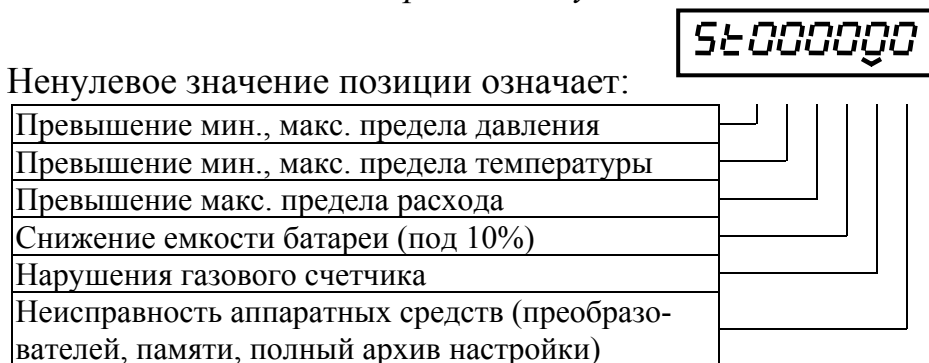 St000000
Ненулевое значение позиции означает:
Превышение мин., макс. предела давления
Превышение мин., макс. предела температуры
Превышение макс. предела расхода
Снижение емкости батареи (под 10%)
Нарушения газового счетчика
Неисправность аппаратных средств (преобразо-
вателей, памяти, полный архив настройки)